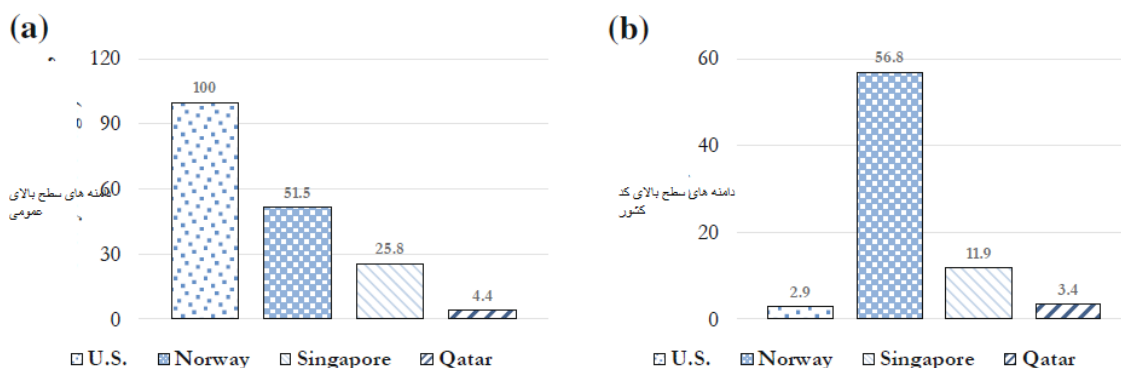 (a)
120
100
90
دامنه های سطح بالای
عمومی
60
51.5
30
25.8
4.4
0
U.S. Norway Singapore Qatar
(b)
60
56.8
40
دامنه های سطح بالای کد
کشور
20
11.9
2.9
3.4
0
U.S. Norway Singapore Qatar